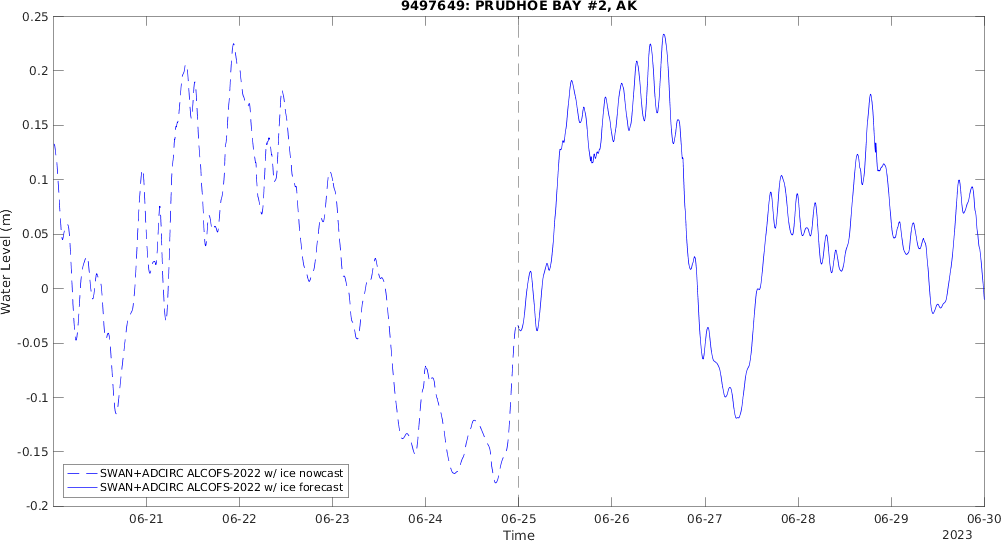 9497649: PRUDHOE BAY #2, AK
0.25
0.2
0.15
0.1
0.05
0
-0.05
-0.1
-0.15
-0.2
Water Level (m)
SWAN+ADCIRC ALCOFS-2022 w/ ice nowcast
SWAN+ADCIRC ALCOFS-2022 w/ ice forecast
06-21 06-22 06-23 06-24 06-25 06-26 06-27 06-28 06-29 06-30
Time
2023